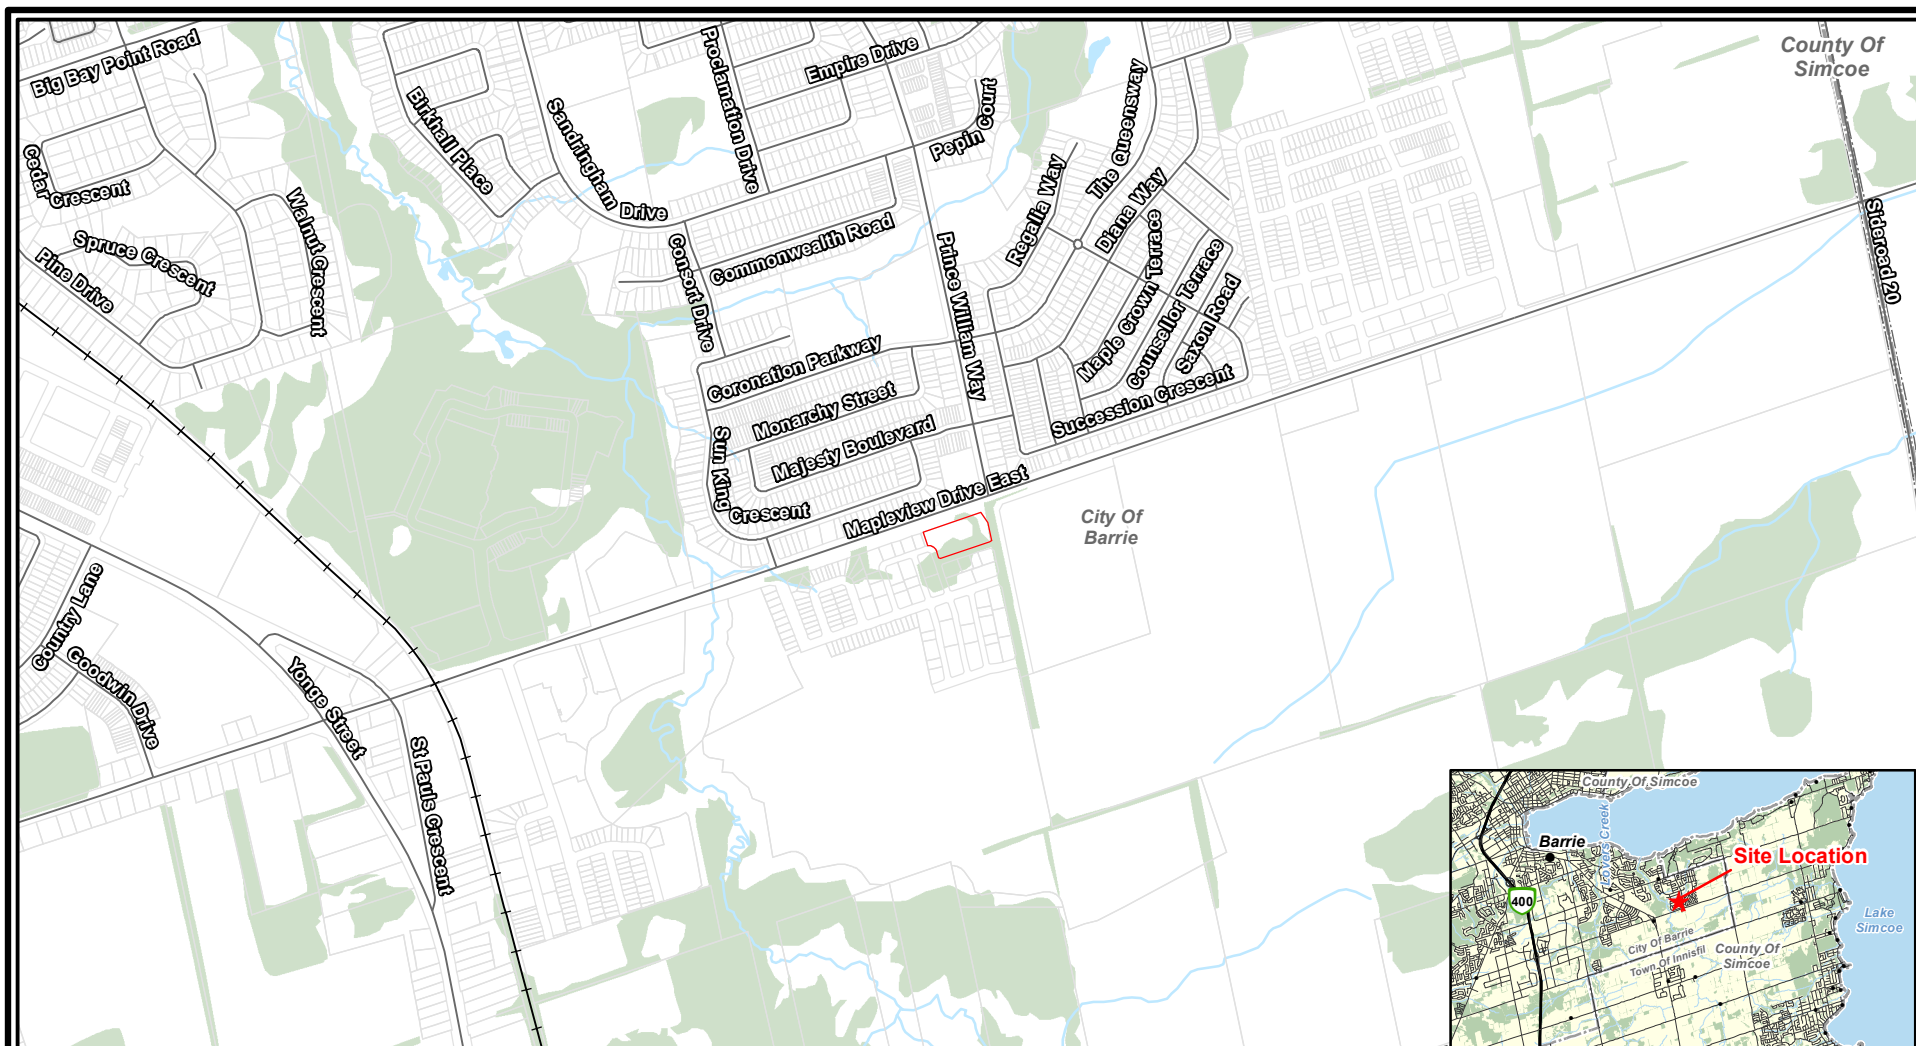 Big Bay Point Road
Birkhall Place
Sandringham Drive
Proclamation Drive
Empire Drive
Pepin Court
The Queensway
County Of
Simcoe
Cedar Crescent
Walnut Crescent
Spruce Crescent
Pine Drive
Consort Drive
Commonwealth Road
Prince William Way
Regalia Way
Diana Way
Maple Crown Terrace
Counsellor Terrace
Saxon Road
Succession Crescent
Sideroad 20
Coronation Parkway
Monarchy Street
Majesty Boulevard
Sun King Crescent
Mapleview Drive East
City Of
Barrie
Country Lane
Goodwin Drive
Yonge Street
St Pauls Crescent
County Of Simcoe
Lovers Creek
Barrie
Site Location
400
Lake
Simcoe
City Of Barrie
Town Of Innisfil
County Of
Simcoe